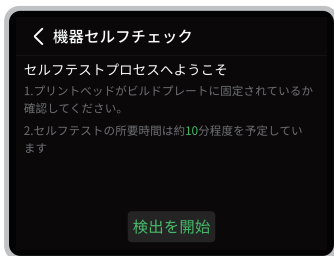 機器セルフチェック
セルフテストプロセスへようこそ
1.プリントベッドがビルドプレートに固定されているか
確認してください。
2.セルフテストの所要時間は約10分程度を予定してい
ます
検出を開始